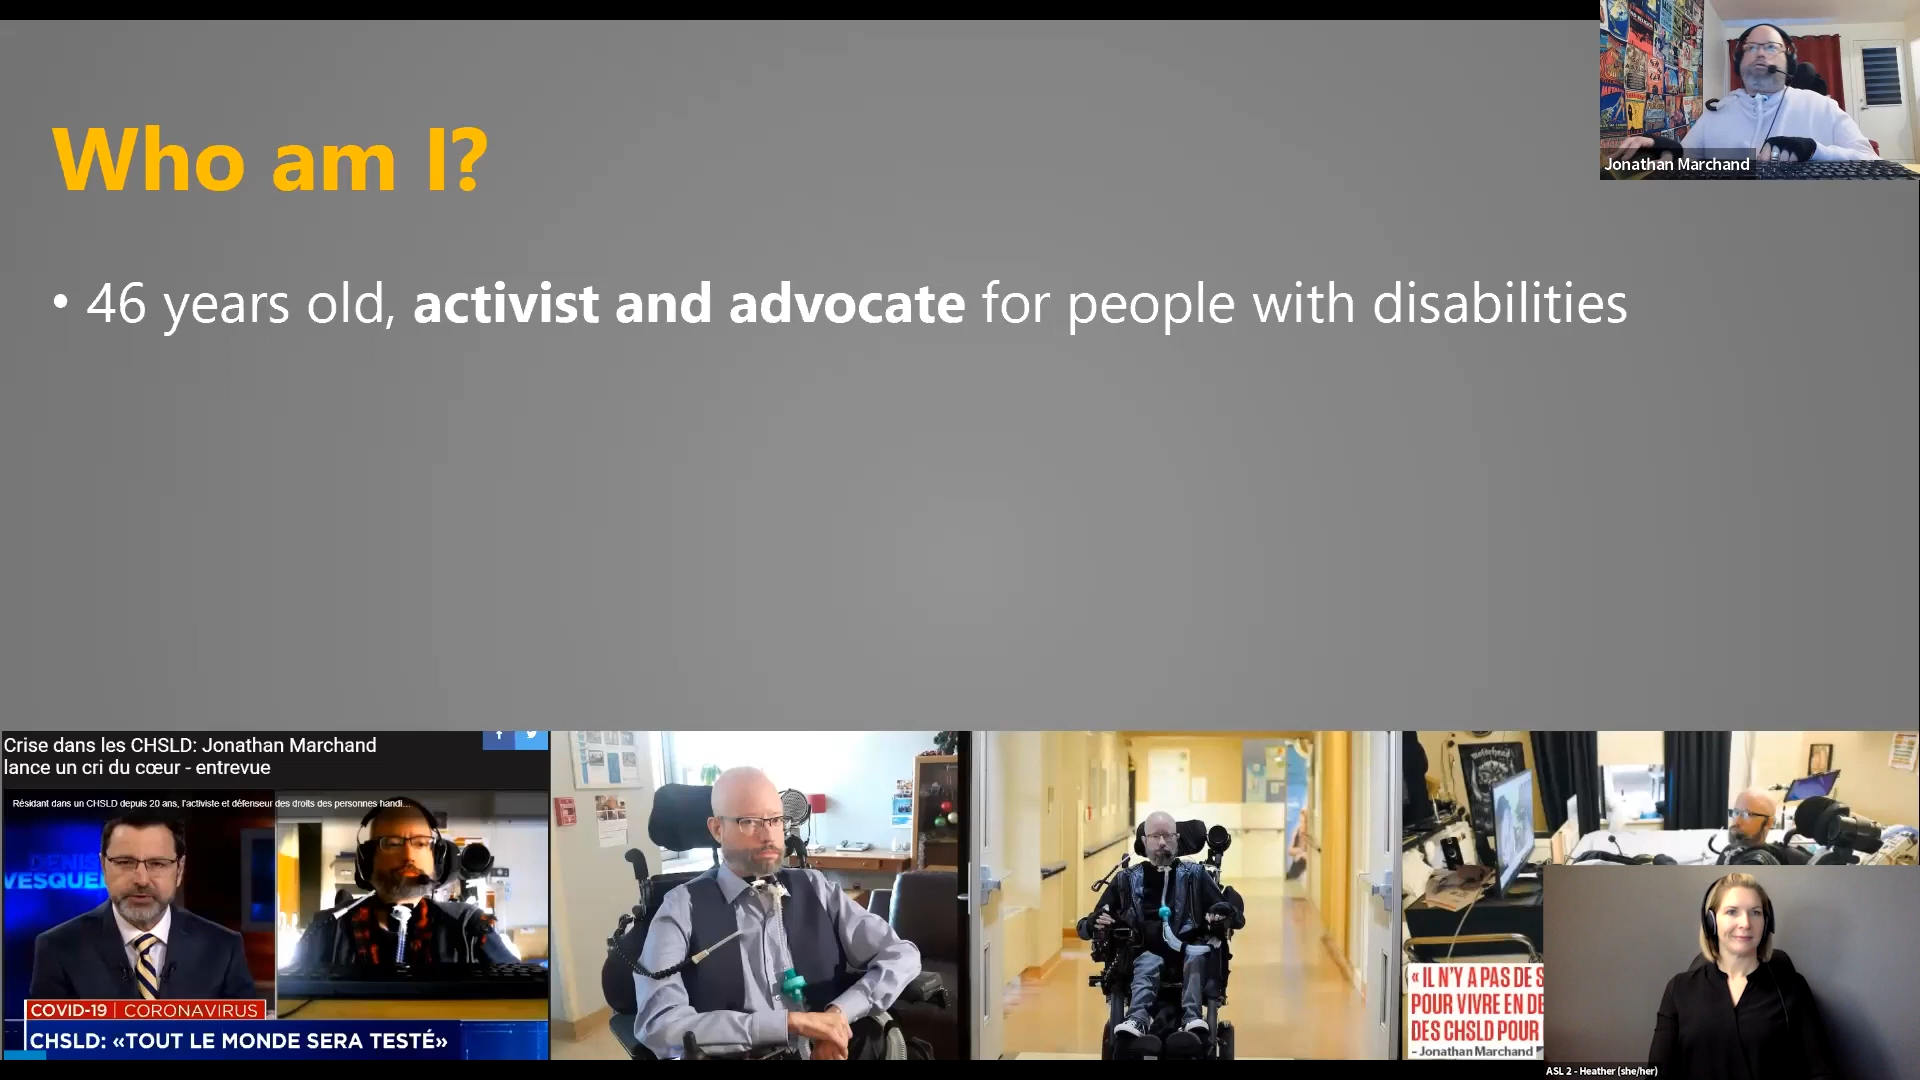 Who am I?
Jonathan Marchand
• 46 years old, activist and advocate for people with disabilities
Crise dans les CHSLD: Jonathan Marchand
lance un cri du cœur - entrevue
Résidant dans un CHSLD depuis 20 ans, l'activiste et défenseur des droits des personnes handi...
DENIS
VESQUE
COVID-19 | CORONAVIRUS
CHSLD: «TOUT LE MONDE SERA TESTÉ»
Motörhead
« IL N'Y A PAS DE S
POUR VIVRE EN DE
DES CHSLD POUR
- Jonathan Marchand
ASL 2 - Heather (she/her)